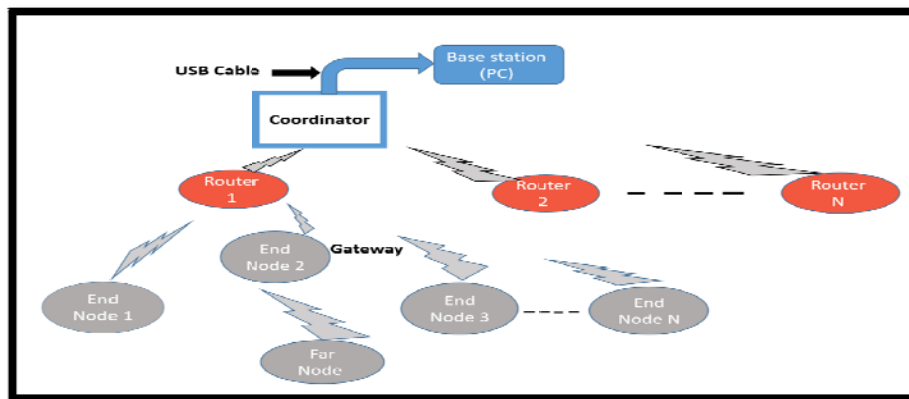 Base station
(PC)
USB Cable
Coordinator
Router
1
Router
2
Router
N
End
Node 2
Gateway
End
Node 1
End
Node 3
End
Node N
Far
Node